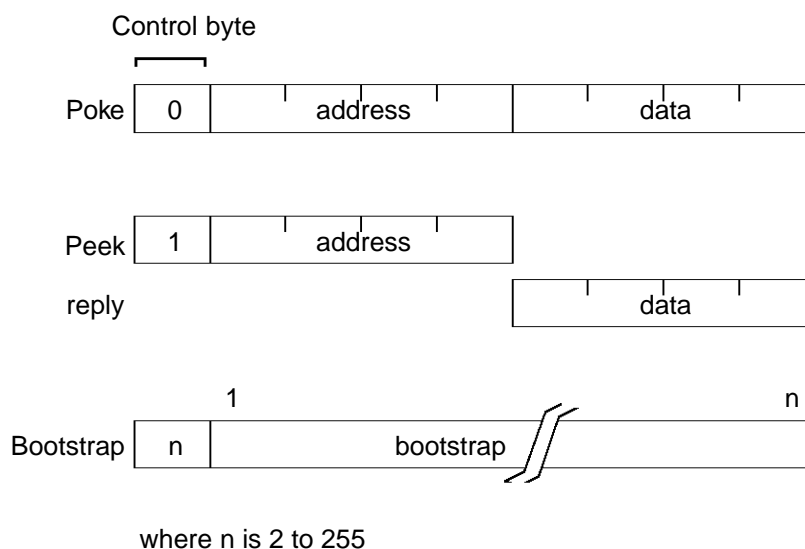 Control byte
Poke 0 address data
Peek 1 address
reply data
1 n
Bootstrap n bootstrap
where n is 2 to 255